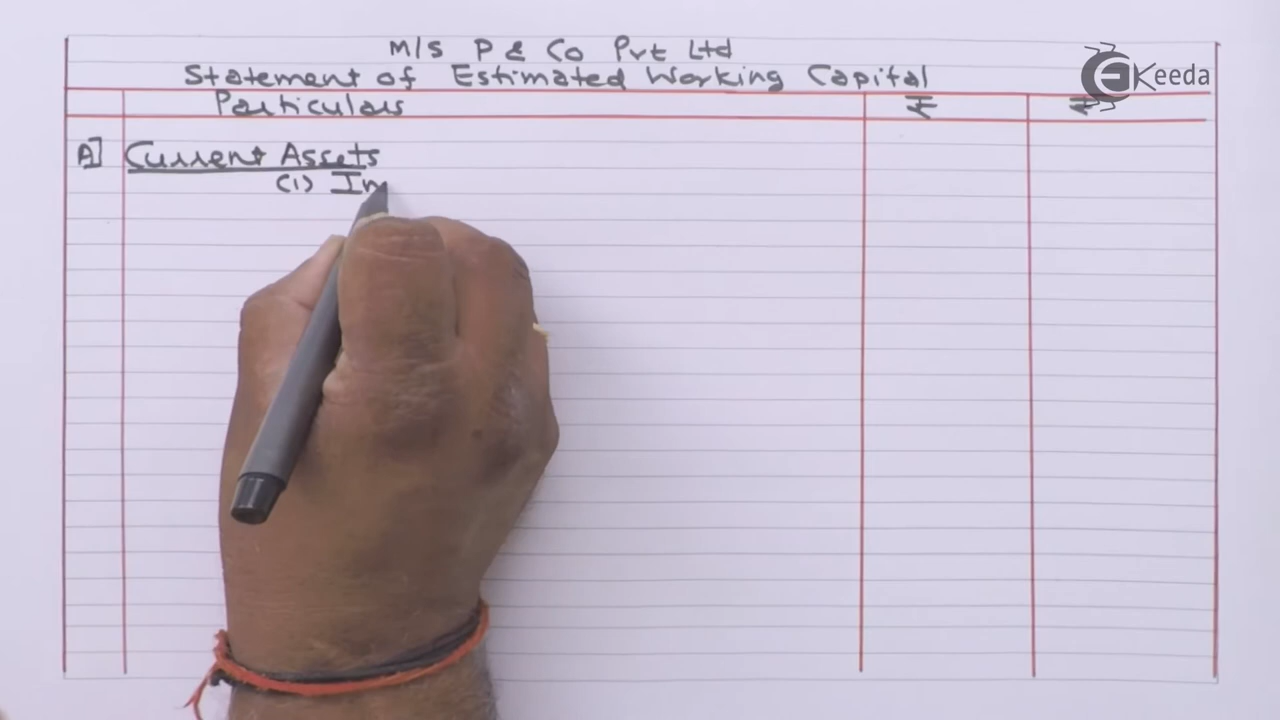 M/S P & Co Pvt Ltd
Statement of Estimated Working Capital
Particulars ₹ ₹
A] Current Assets
(1) In
EKeeda